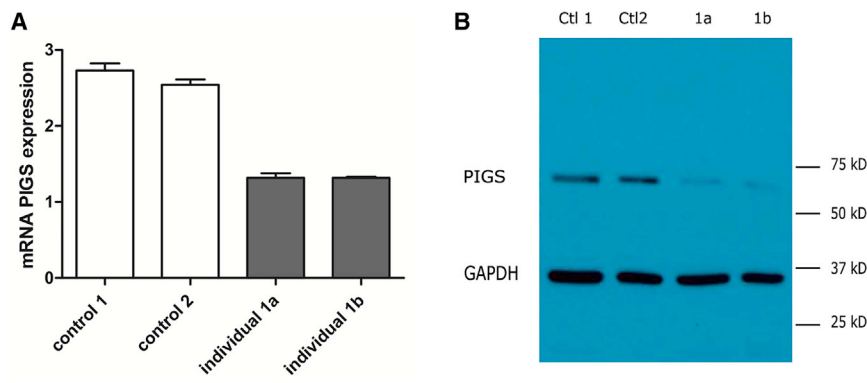 A
mRNA PIGS expression
3
2
1
0
control 1
control 2
individual 1a
individual 1b
B
Ctl 1 Ctl2 1a 1b
PIGS
GAPDH
75 kD
50 kD
37 kD
25 kD